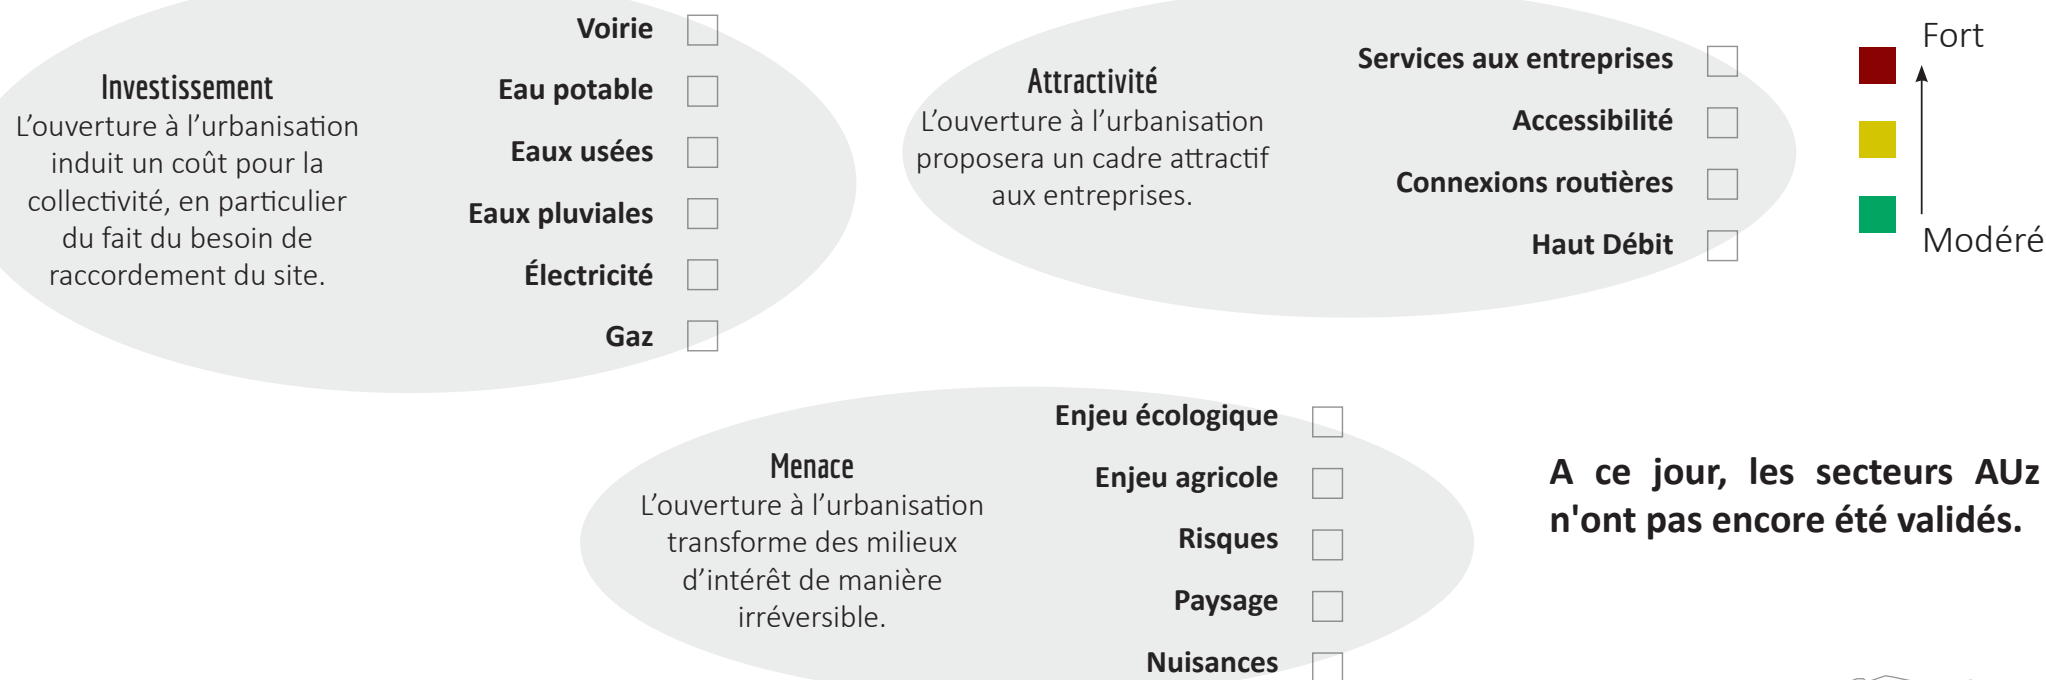 Investissement
L’ouverture à l’urbanisation
induit un coût pour la
collectivité, en particulier
du fait du besoin de
raccordement du site.
Voirie
Eau potable
Eaux usées
Eaux pluviales
Électricité
Gaz
Attractivité
L’ouverture à l’urbanisation
proposera un cadre attractif
aux entreprises.
Services aux entreprises
Accessibilité
Connexions routières
Haut Débit
Fort
Modéré
Menace
L’ouverture à l’urbanisation
transforme des milieux
d’intérêt de manière
irréversible.
Enjeu écologique
Enjeu agricole
Risques
Paysage
Nuisances
A ce jour, les secteurs AUz
n'ont pas encore été validés.